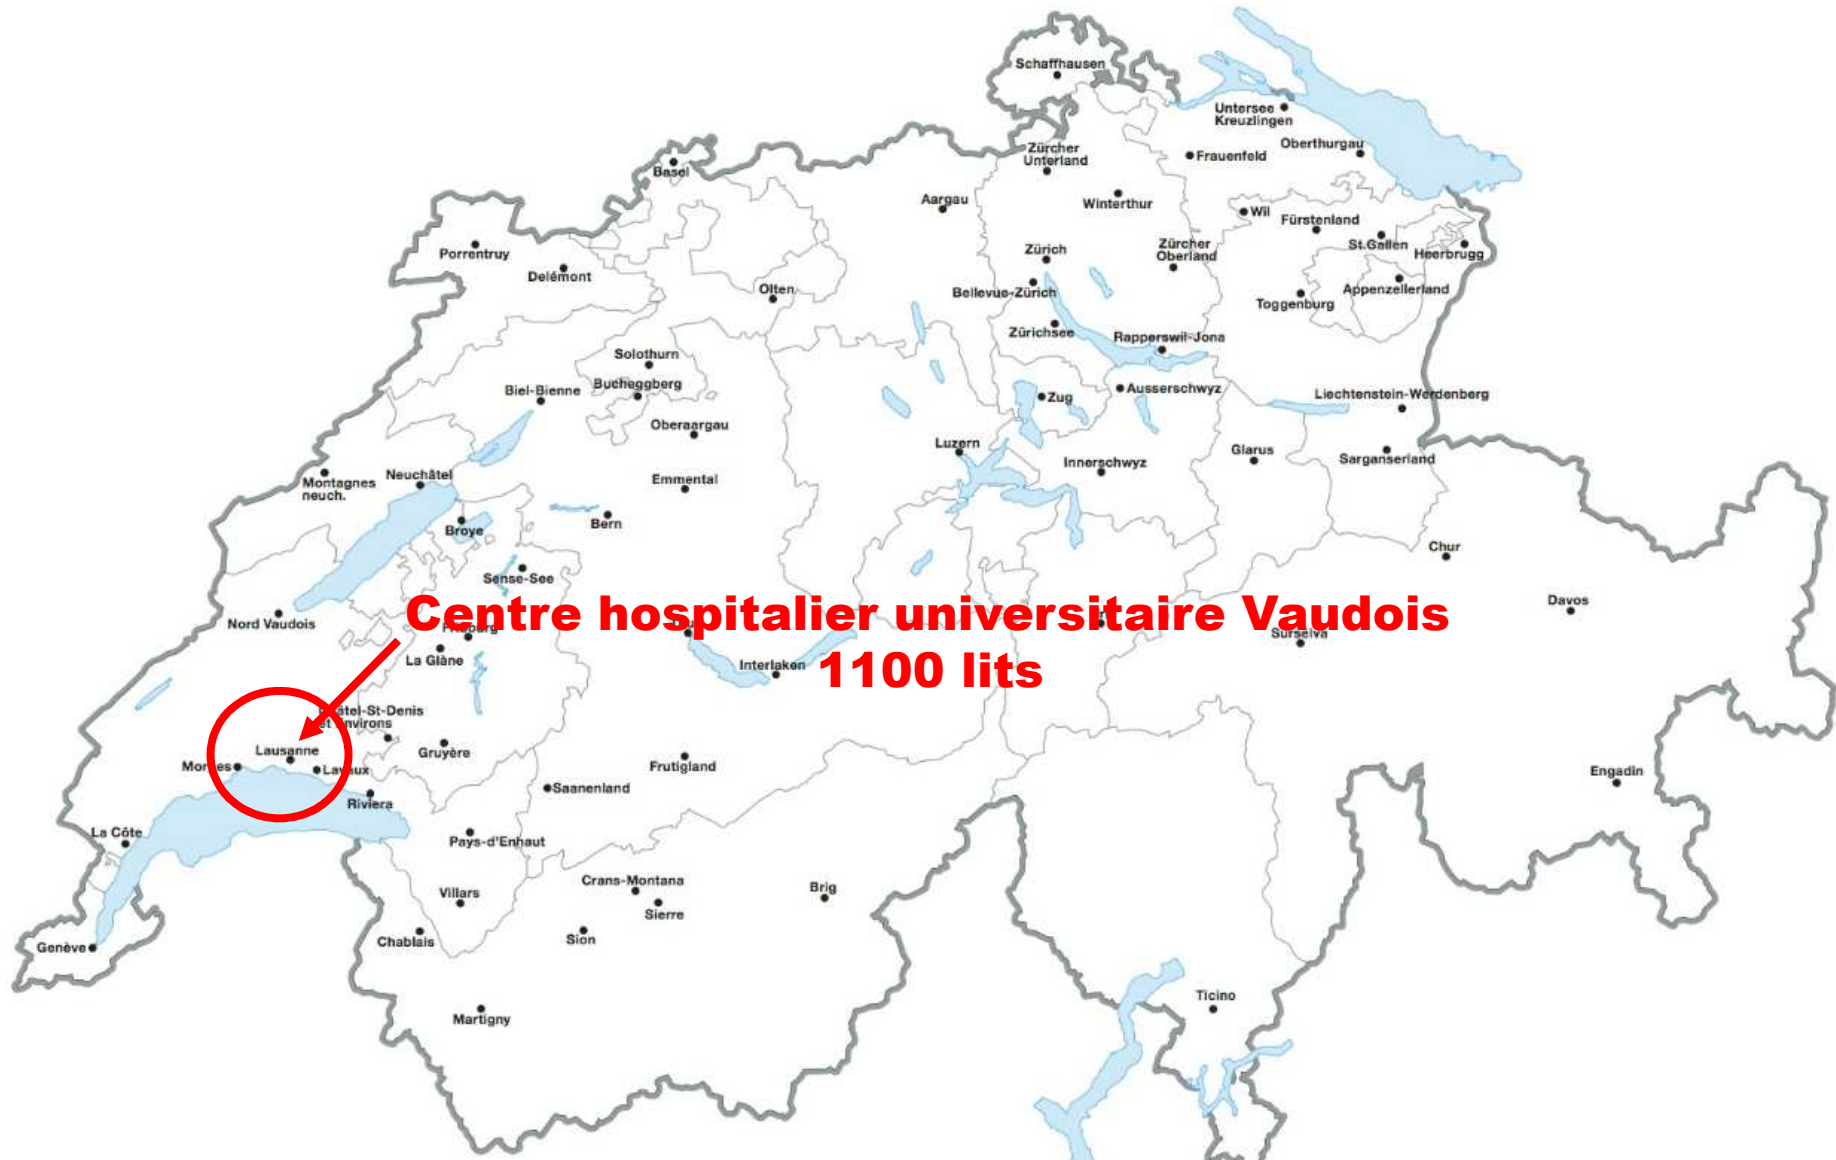 Schaffhausen
Untersee
Kreuzlingen
Oberthurgau
Zürcher
Unterland
Frauenfeld
Basel
Aargau
Winterthur
Wil
Fürstenland
St.Gallen
Heerbrugg
Porrentruy
Delémont
Zürich
Zürcher
Oberland
Olten
Bellevue-Zürich
Appenzellerland
Toggenburg
Zürichsee
Rapperswil-Jona
Solothurn
Bucheggberg
Biel-Bienne
Zug
Ausserschwyz
Liechtenstein-Werdenberg
Oberaargau
Luzern
Innerschwyz
Glarus
Sarganserland
Montagnes
neuch.
Neuchâtel
Emmental
Broye
Bern
Chur
Sense-See
Davos
Centre hospitalier universitaire Vaudois
1100 lits
Nord Vaudois
Surselva
La Glâne
Interlaken
et Environs
Lausanne
Gruyère
Morges
Lavaux
Frutigland
Engadin
Saanenland
Riviera
La Côte
Pays-d'Enhaut
Villars
Crans-Montana
Sierre
Brig
Chablais
Sion
Genève
Ticino
Martigny